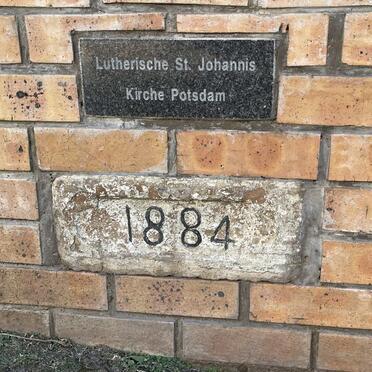 Lutherische St. Johannis
Kirche Potsdam
1884